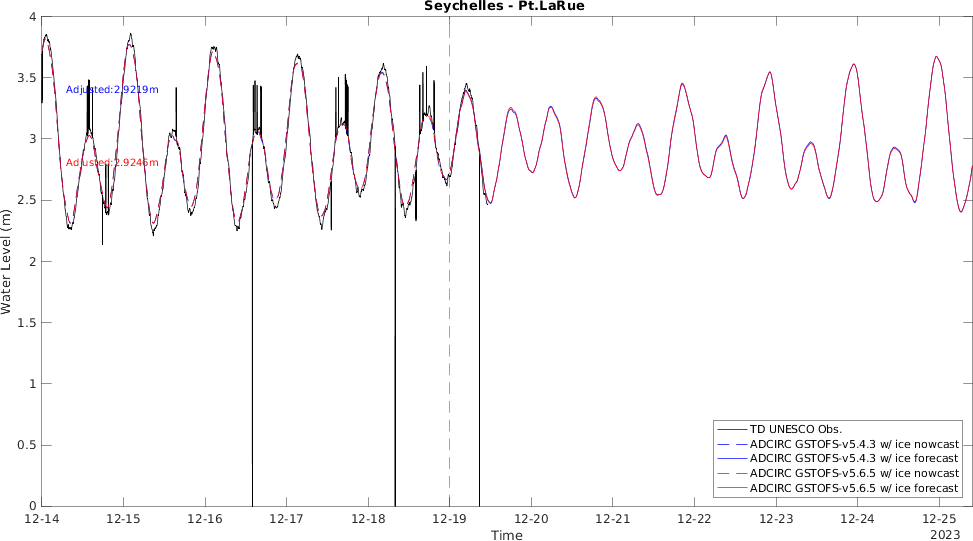 Seychelles - Pt.LaRue
4
3.5
3
2.5
2
1.5
1
0.5
0
Water Level (m)
Adjusted:2.9219m
Adjusted:2.9246m
TD UNESCO Obs.
ADCIRC GSTOFS-v5.4.3 w/ ice nowcast
ADCIRC GSTOFS-v5.4.3 w/ ice forecast
ADCIRC GSTOFS-v5.6.5 w/ ice nowcast
ADCIRC GSTOFS-v5.6.5 w/ ice forecast
12-14 12-15 12-16 12-17 12-18 12-19 12-20 12-21 12-22 12-23 12-24 12-25
Time
2023